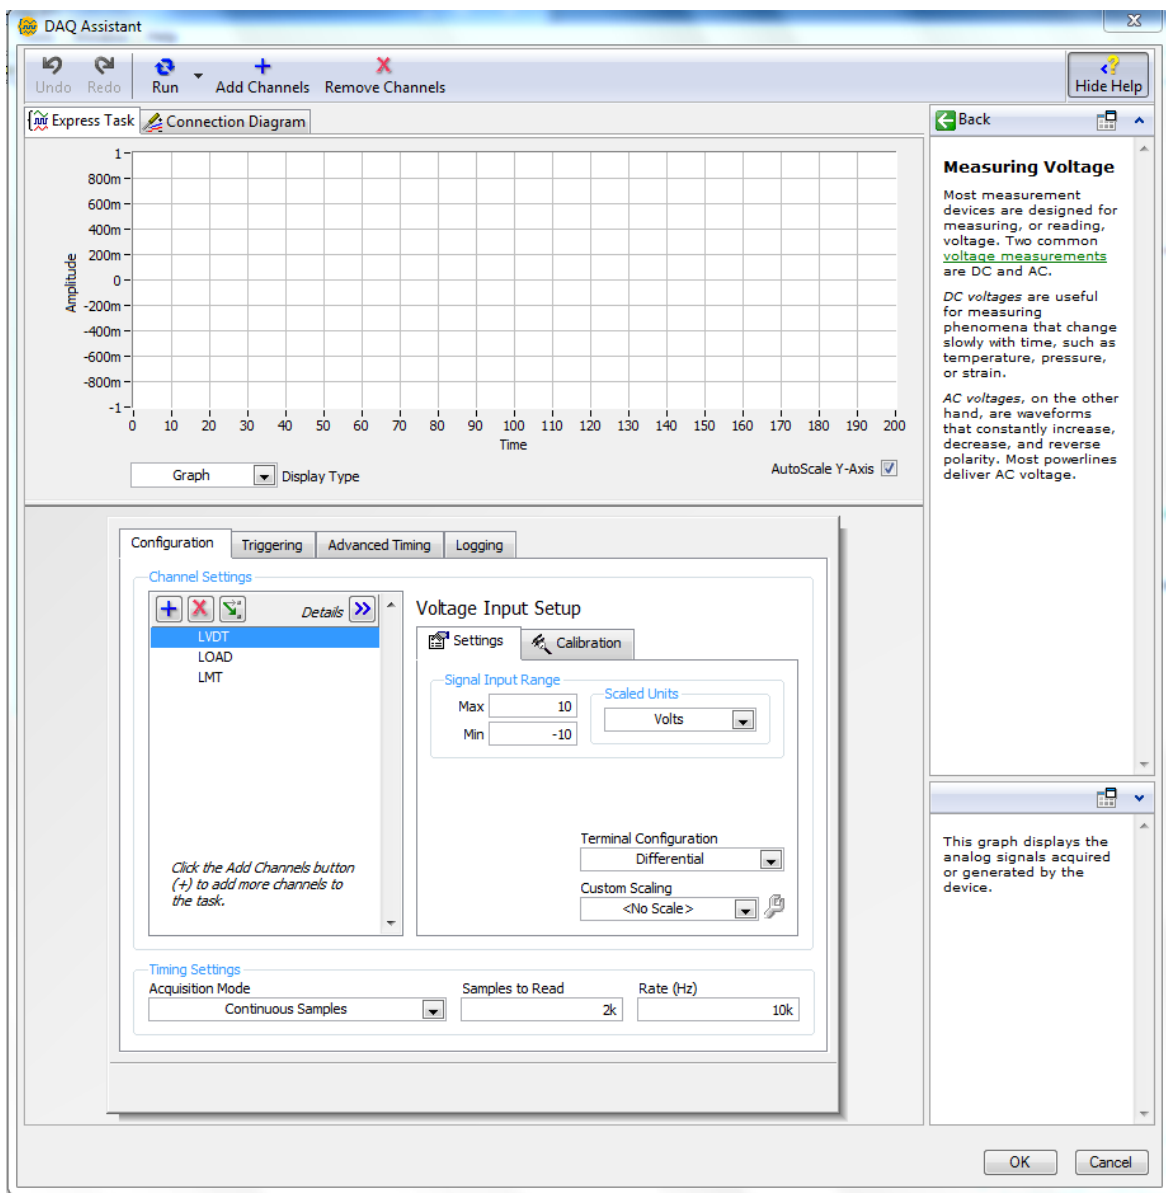 DAQ Assistant
Undo Redo Run Add Channels Remove Channels
Hide Help
Express Task Connection Diagram
1
800m
600m
400m
200m
0
-200m
-400m
-600m
-800m
-1
Amplitude
0 10 20 30 40 50 60 70 80 90 100 110 120 130 140 150 160 170 180 190 200
Time
Graph Display Type
AutoScale Y-Axis
Configuration Triggering Advanced Timing Logging
Channel Settings
Details
LVDT
LOAD
LMT
Click the Add Channels button
(+) to add more channels to
the task.
Voltage Input Setup
Settings Calibration
Signal Input Range
Max 10
Min -10
Scaled Units
Volts
Terminal Configuration
Differential
Custom Scaling
<No Scale>
Timing Settings
Acquisition Mode Samples to Read Rate (Hz)
Continuous Samples 2k 10k
Back
Measuring Voltage
Most measurement
devices are designed for
measuring, or reading,
voltage. Two common
voltage measurements
are DC and AC.
DC voltages are useful
for measuring
phenomena that change
slowly with time, such as
temperature, pressure,
or strain.
AC voltages, on the other
hand, are waveforms
that constantly increase,
decrease, and reverse
polarity. Most powerlines
deliver AC voltage.
This graph displays the
analog signals acquired
or generated by the
device.
OK Cancel